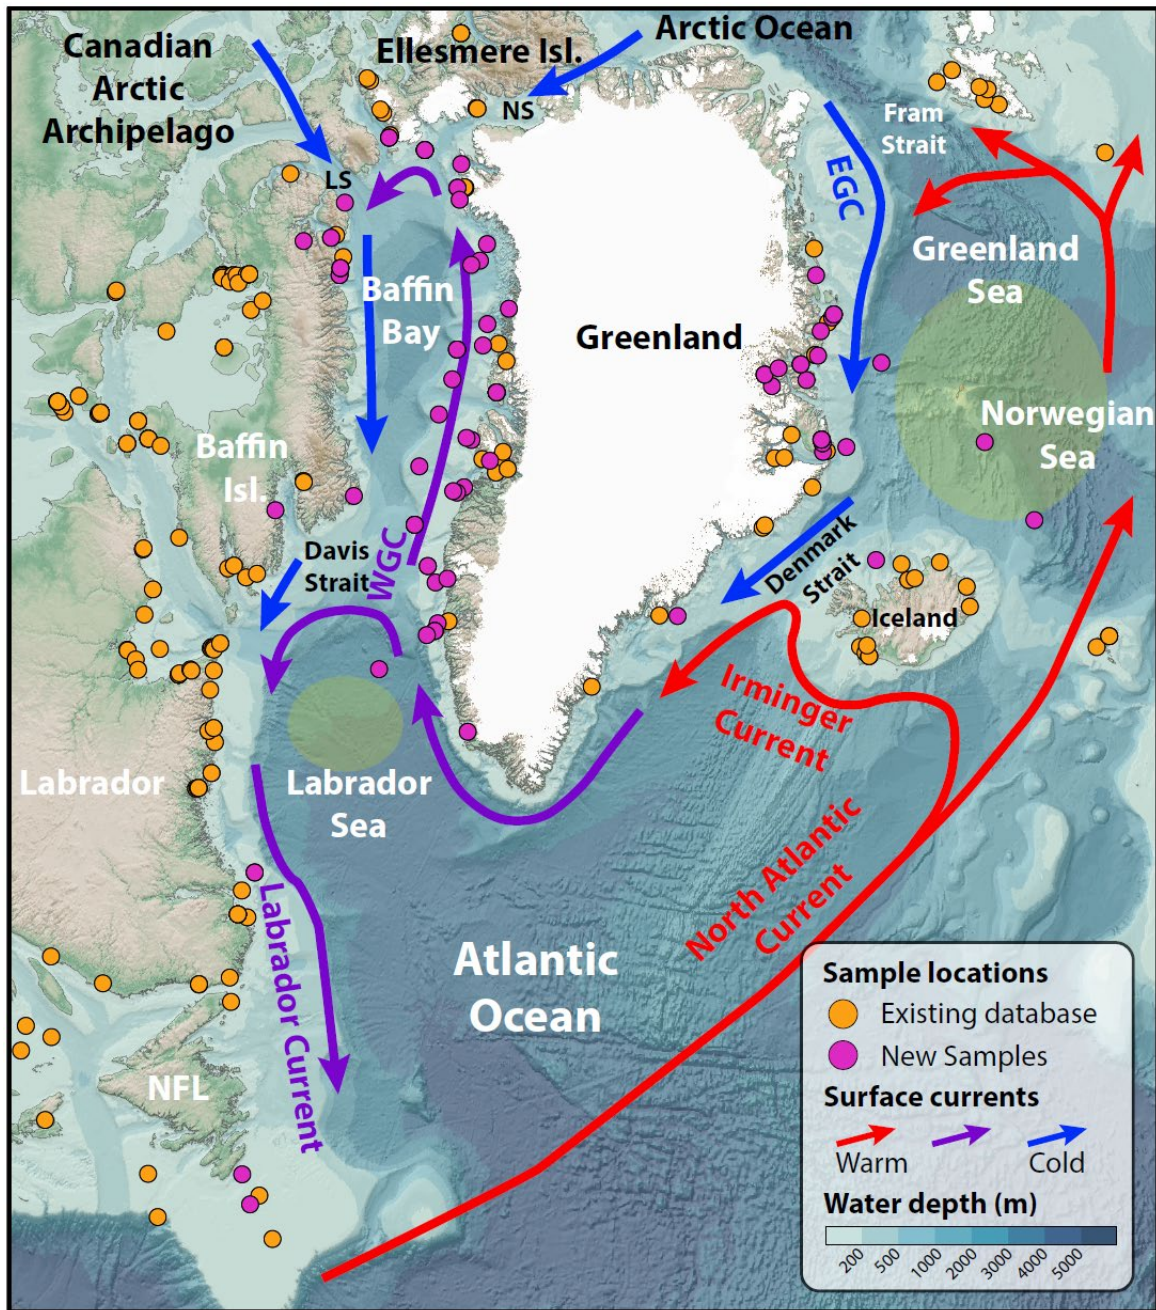 Canadian
Arctic
Archipelago
Ellesmere Isl.
Arctic Ocean
NS
LS
Fram
Strait
EGC
Greenland
Sea
Baffin
Bay
Greenland
Norwegian
Sea
Baffin
Isl.
Davis
Strait
WGC
Denmark
Strait
Iceland
Irminger
Current
Labrador
Labrador
Sea
North Atlantic
Current
Labrador Current
Atlantic
Ocean
NFL
Sample locations
Existing database
New Samples
Surface currents
Warm
Cold
Water depth (m)
200 500 1000 2000 3000 4000 5000